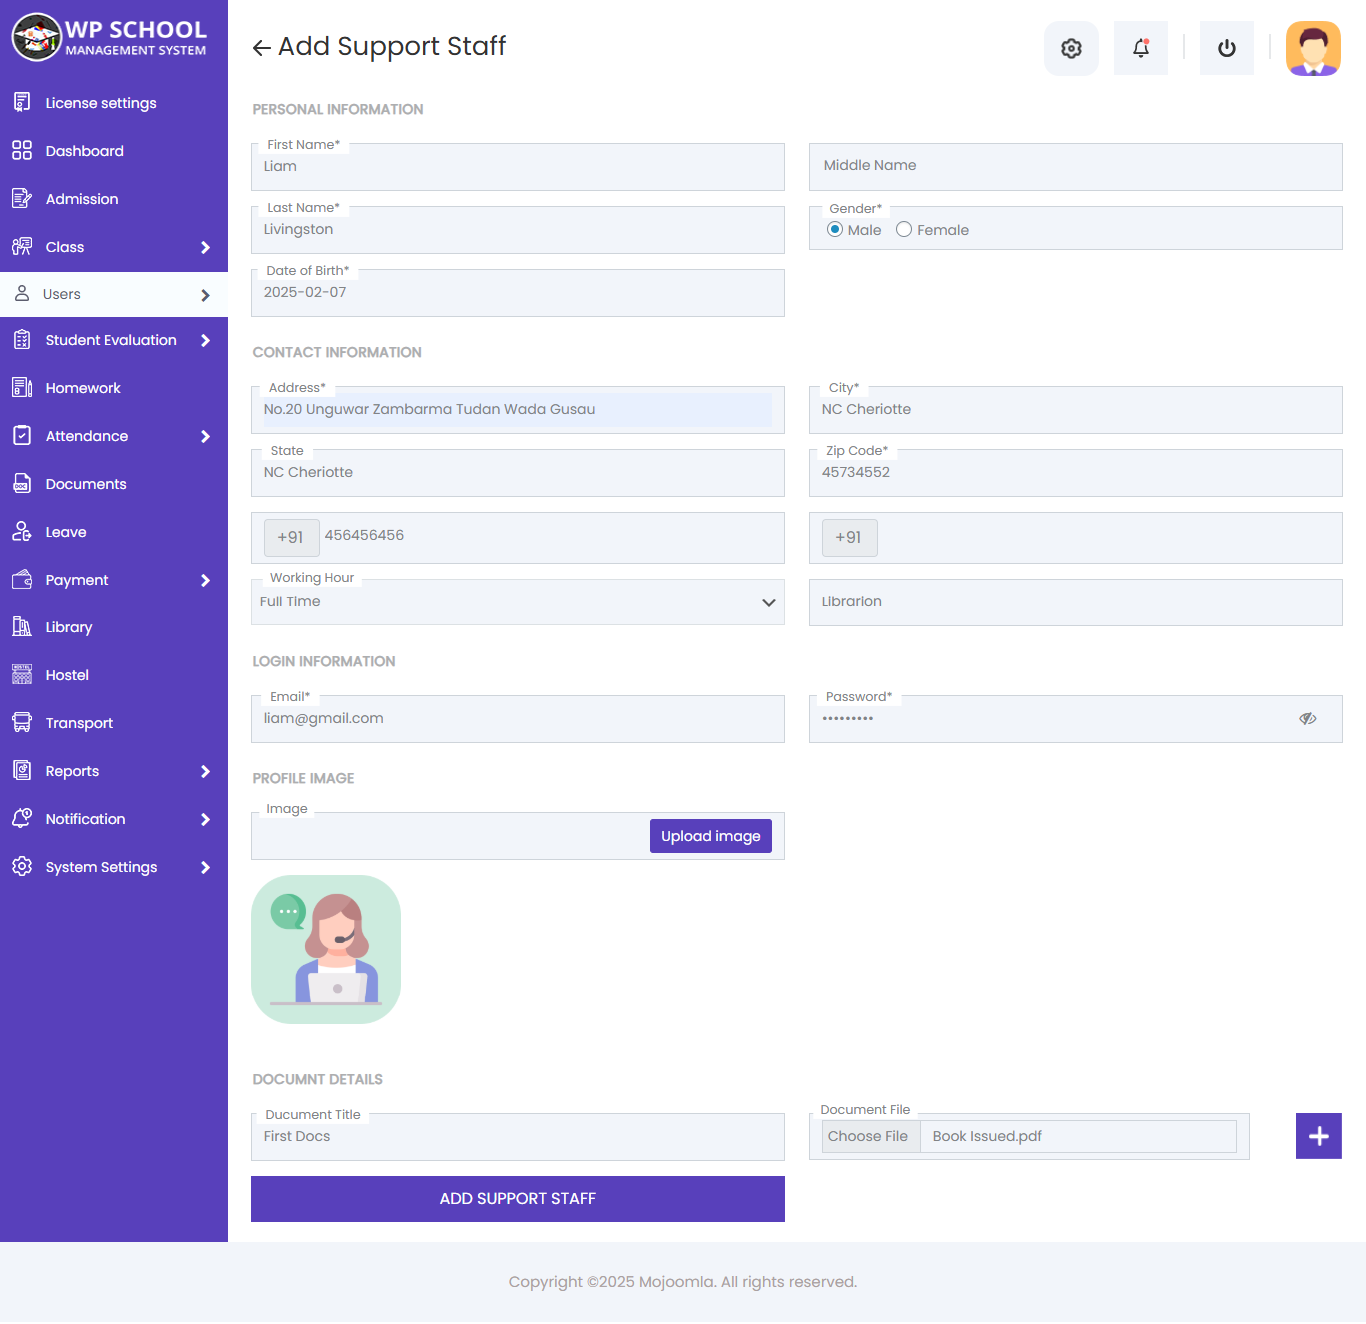 WP SCHOOL
MANAGEMENT SYSTEM
License settings
Dashboard
Admission
Class
Users
Student Evaluation
Homework
Attendance
Documents
Leave
Payment
Library
Hostel
Transport
Reports
Notification
System Settings
← Add Support Staff
PERSONAL INFORMATION
First Name*
Liam
Middle Name
Last Name*
Livingston
Gender*
Male Female
Date of Birth*
2025-02-07
CONTACT INFORMATION
Address*
No.20 Unguwar Zambarma Tudan Wada Gusau
City*
NC Cheriotte
State
NC Cheriotte
Zip Code*
45734552
+91 456456456
+91
Working Hour
Full Time
Librarion
LOGIN INFORMATION
Email*
liam@gmail.com
Password*
•••••••••
PROFILE IMAGE
Image
Upload image
DOCUMNT DETAILS
Ducument Title
First Docs
Document File
Choose File Book Issued.pdf
ADD SUPPORT STAFF
Copyright ©2025 Mojoomla. All rights reserved.